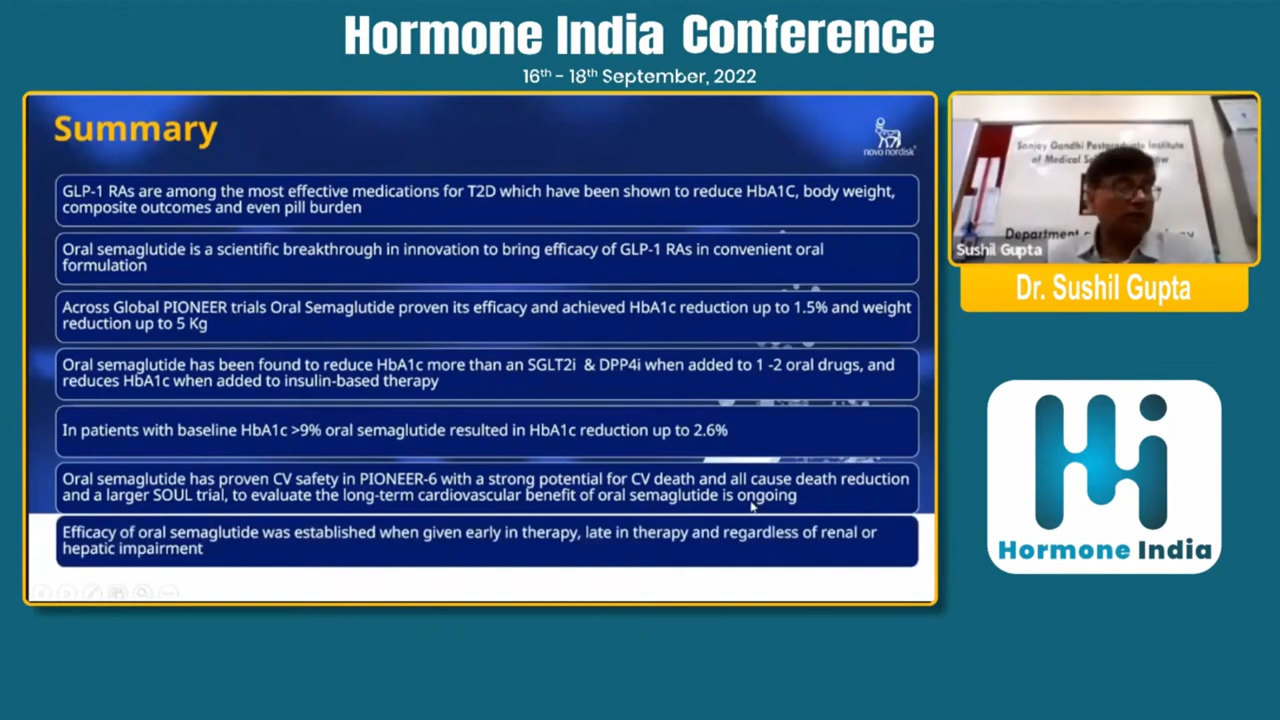 Hormone India Conference
16th - 18th September, 2022
Summary
novo nordisk®
GLP-1 RAs are among the most effective medications for T2D which have been shown to reduce HbA1C, body weight,
composite outcomes and even pill burden
Oral semaglutide is a scientific breakthrough in innovation to bring efficacy of GLP-1 RAs in convenient oral
formulation
Across Global PIONEER trials Oral Semaglutide proven its efficacy and achieved HbA1c reduction up to 1.5% and weight
reduction up to 5 Kg
Oral semaglutide has been found to reduce HbA1c more than an SGLT2i & DPP4i when added to 1 -2 oral drugs, and
reduces HbA1c when added to insulin-based therapy
In patients with baseline HbA1c >9% oral semaglutide resulted in HbA1c reduction up to 2.6%
Oral semaglutide has proven CV safety in PIONEER-6 with a strong potential for CV death and all cause death reduction
and a larger SOUL trial, to evaluate the long-term cardiovascular benefit of oral semaglutide is ongoing
Efficacy of oral semaglutide was established when given early in therapy, late in therapy and regardless of renal or
hepatic impairment
Sanjay Gandhi Postgraduate Institute
of Medical
Department
Sushil Gupta
Dr. Sushil Gupta
Hormone India